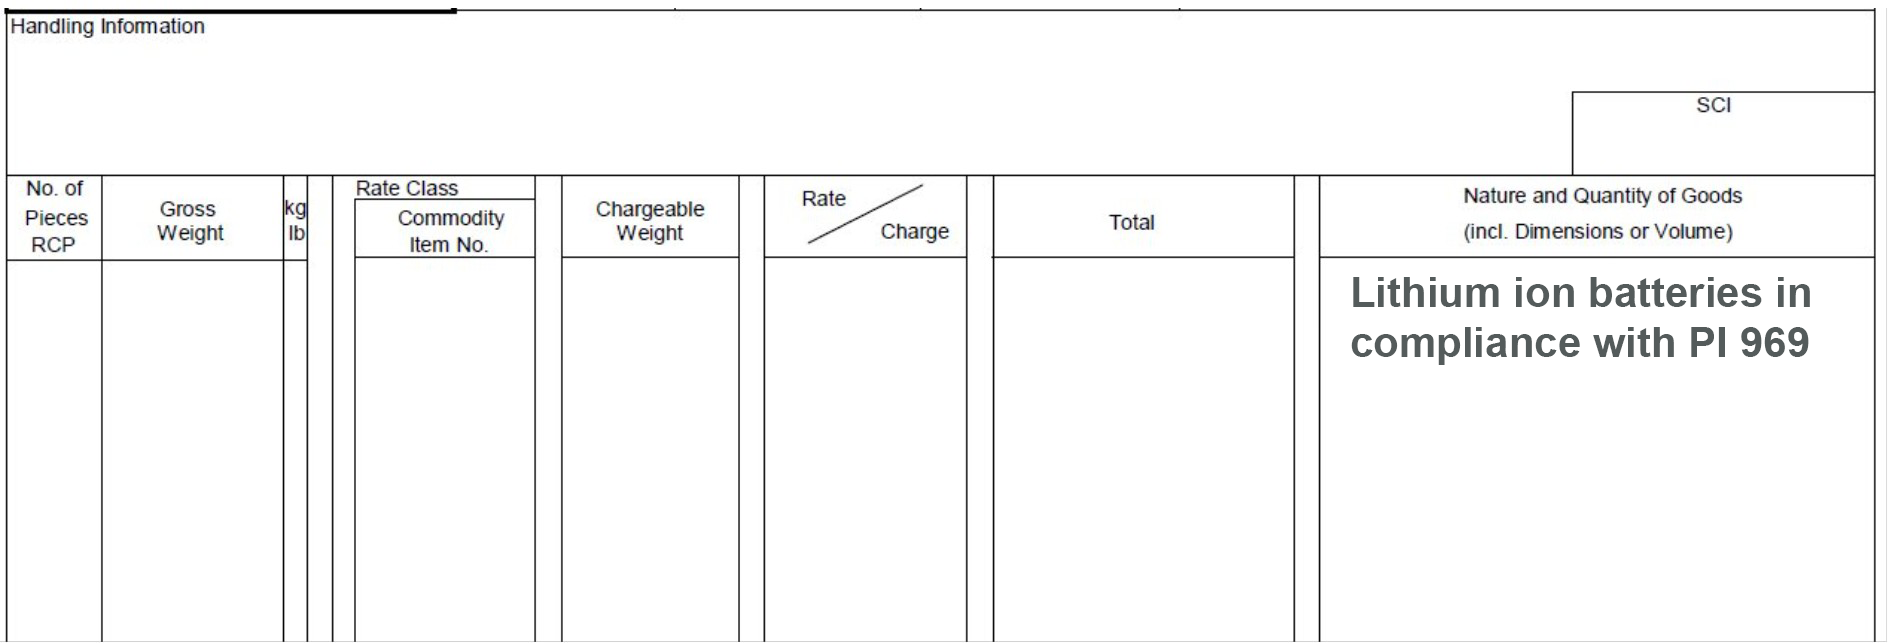 Handling Information
SCI
No. of
Pieces
RCP
Gross
Weight
kg
lb
Rate Class
Commodity
Item No.
Chargeable
Weight
Rate
Charge
Total
Nature and Quantity of Goods
(incl. Dimensions or Volume)
Lithium ion batteries in
compliance with PI 969